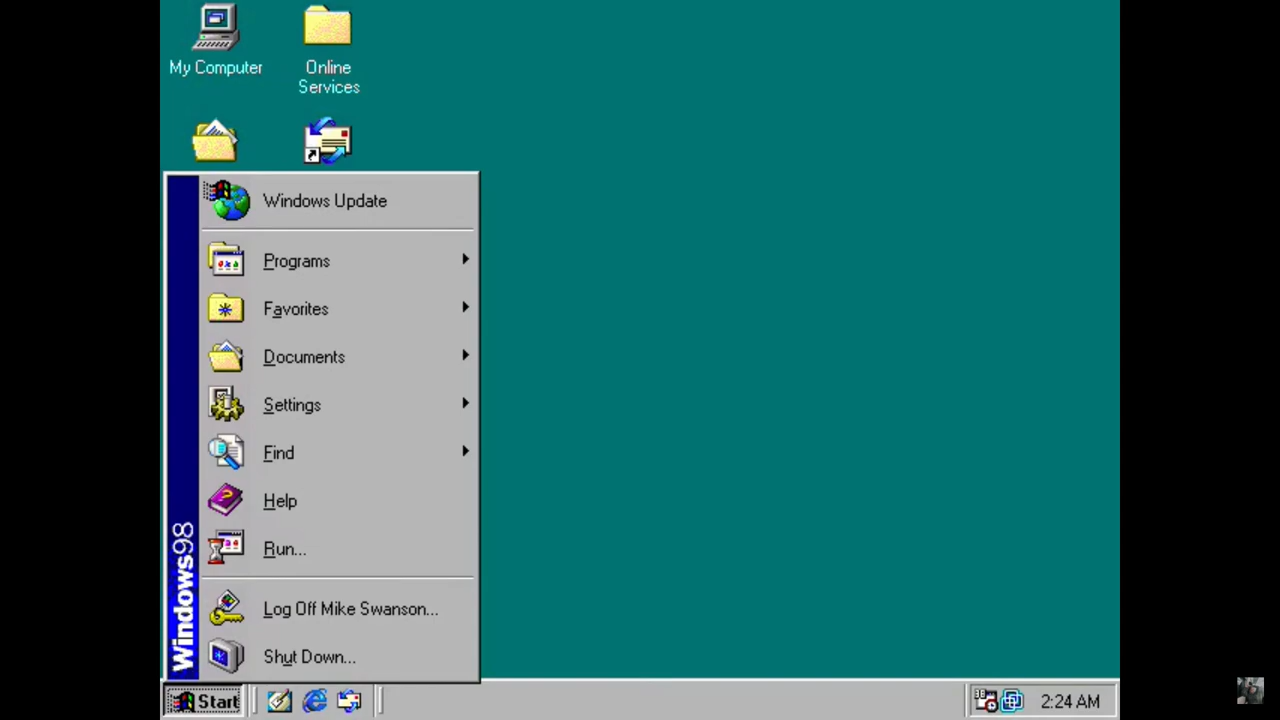 My Computer
Online
Services
Windows Update
Programs
Favorites
Documents
Settings
Find
Help
Run...
Log Off Mike Swanson...
Shut Down...
Windows98
Start
2:24 AM